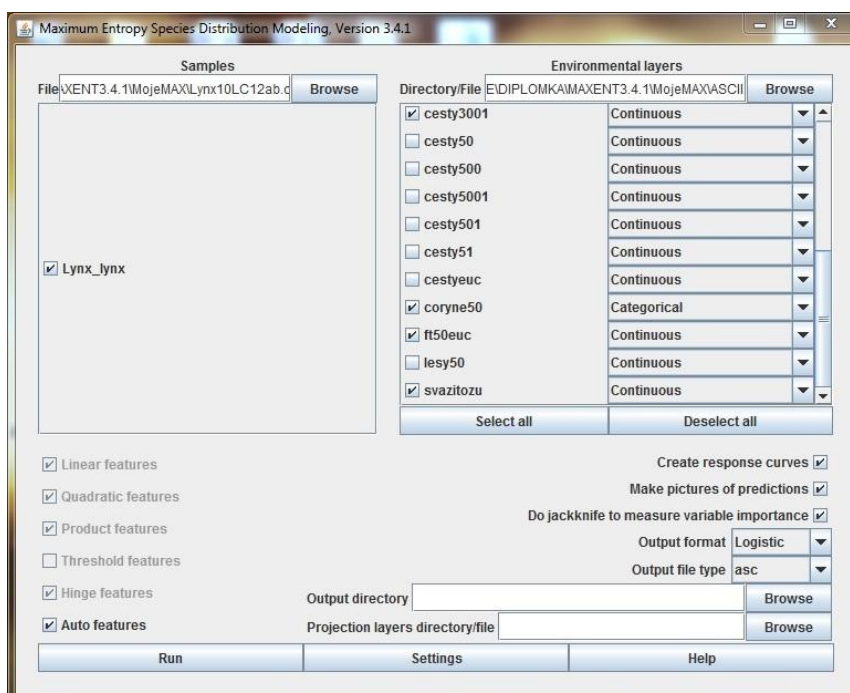 Maximum Entropy Species Distribution Modeling, Version 3.4.1
Samples
File \XENT3.4.1\MojeMAX\Lynx10LC12ab.c Browse
Lynx_lynx
Environmental layers
Directory/File E\DIPLOMKA\MAXENT3.4.1\MojeMAX\ASCII Browse
cesty3001 Continuous
cesty50 Continuous
cesty500 Continuous
cesty5001 Continuous
cesty501 Continuous
cesty51 Continuous
cestyeuc Continuous
coryne50 Categorical
ft50euc Continuous
lesy50 Continuous
svazitozu Continuous
Select all Deselect all
Linear features
Quadratic features
Product features
Threshold features
Hinge features
Auto features
Create response curves
Make pictures of predictions
Do jackknife to measure variable importance
Output format Logistic
Output file type asc
Output directory Browse
Projection layers directory/file Browse
Run Settings Help